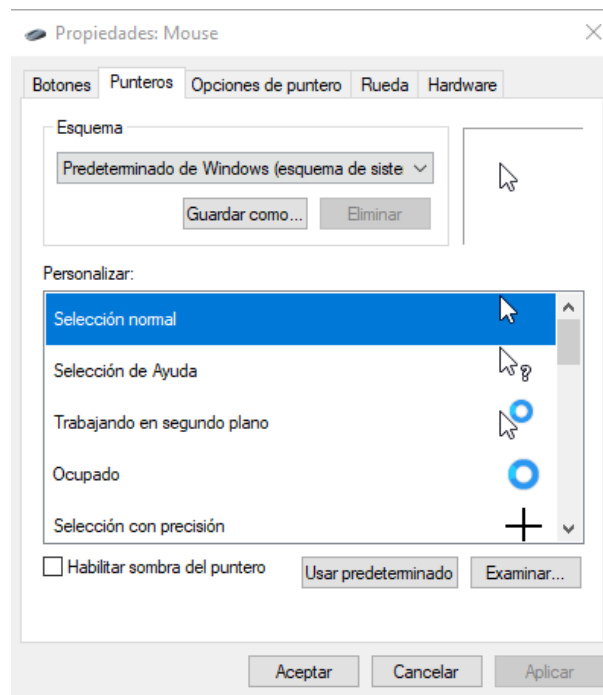 Propiedades: Mouse
Botones Punteros Opciones de puntero Rueda Hardware
Esquema
Predeterminado de Windows (esquema de siste
Guardar como... Eliminar
Personalizar:
Selección normal
Selección de Ayuda
Trabajando en segundo plano
Ocupado
Selección con precisión
Habilitar sombra del puntero Usar predeterminado Examinar...
Aceptar Cancelar Aplicar